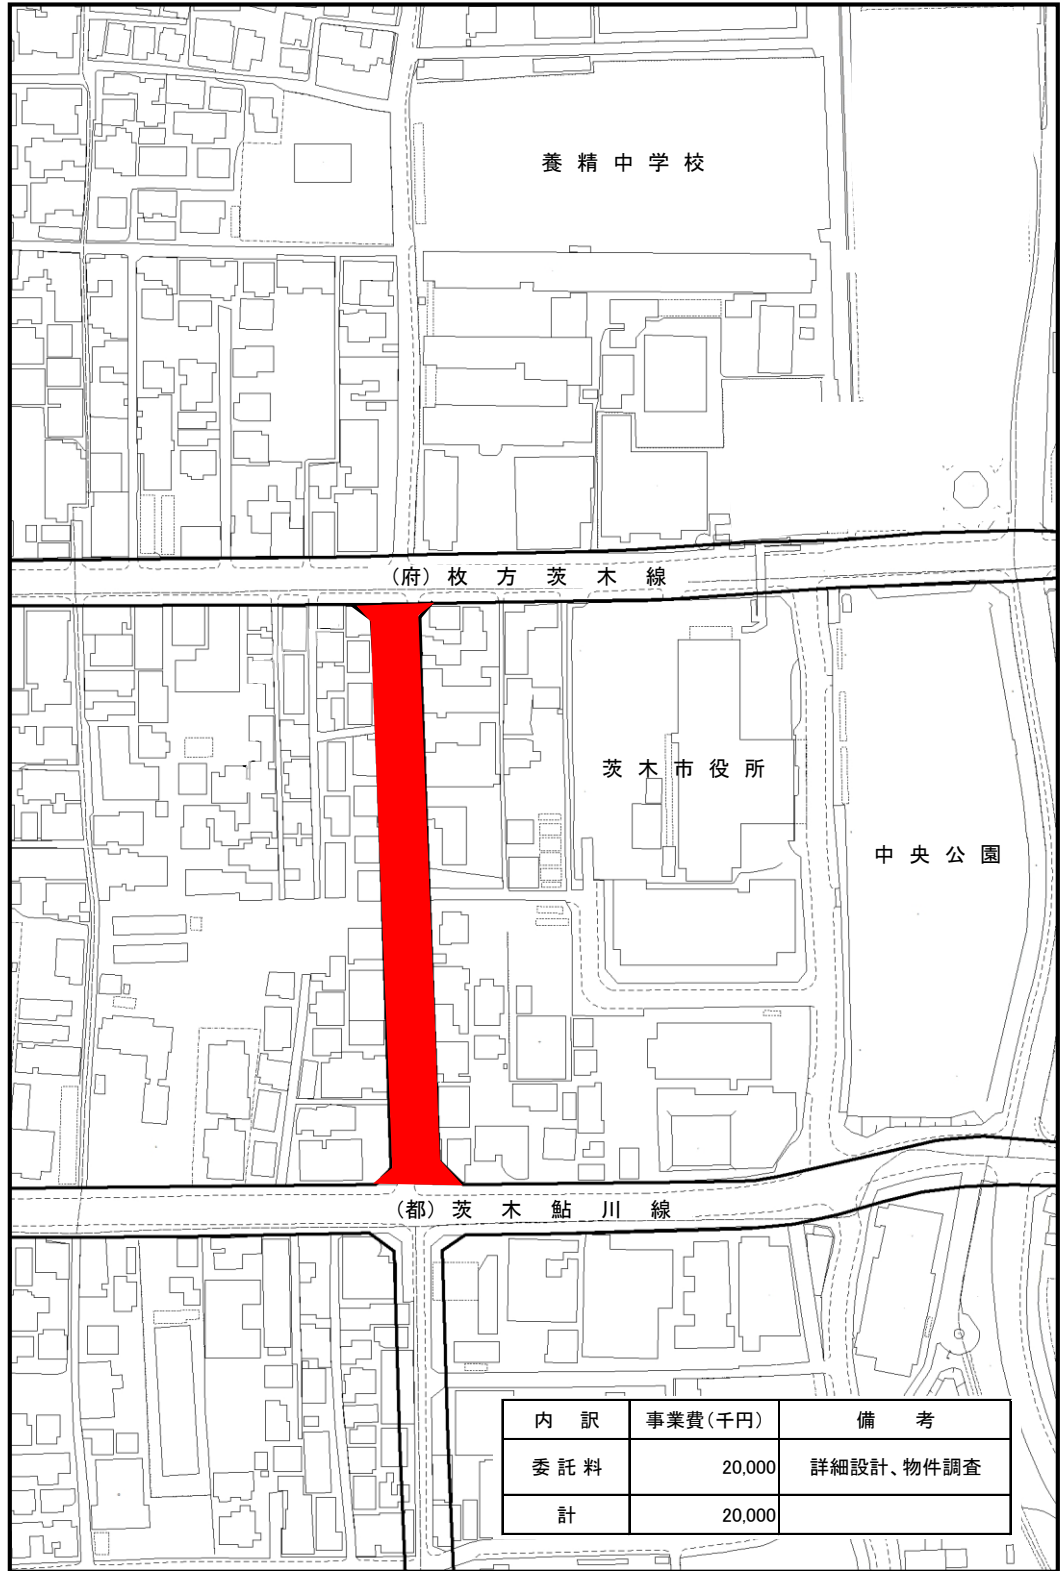 養精中学校
(府)枚方茨木線
茨木市役所
中央公園
(都)茨木鮎川線
内訳 事業費(千円) 備考
委託料 20,000 詳細設計、物件調査
計 20,000